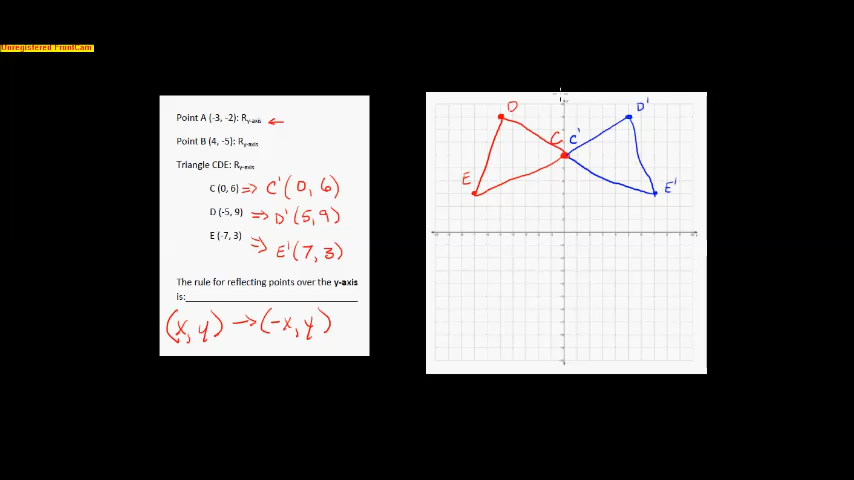 Unregistered FrontCam
Point A (-3, -2): Ry-axis ←
Point B (4, -5): Ry-axis
Triangle CDE: Ry-axis
C (0, 6) ⇒ C'(0, 6)
D (-5, 9) ⇒ D'(5, 9)
E (-7, 3) ⇒ E'(7, 3)
The rule for reflecting points over the y-axis
is:
(x, y) → (-x, y)
D D'
C C'
E E'